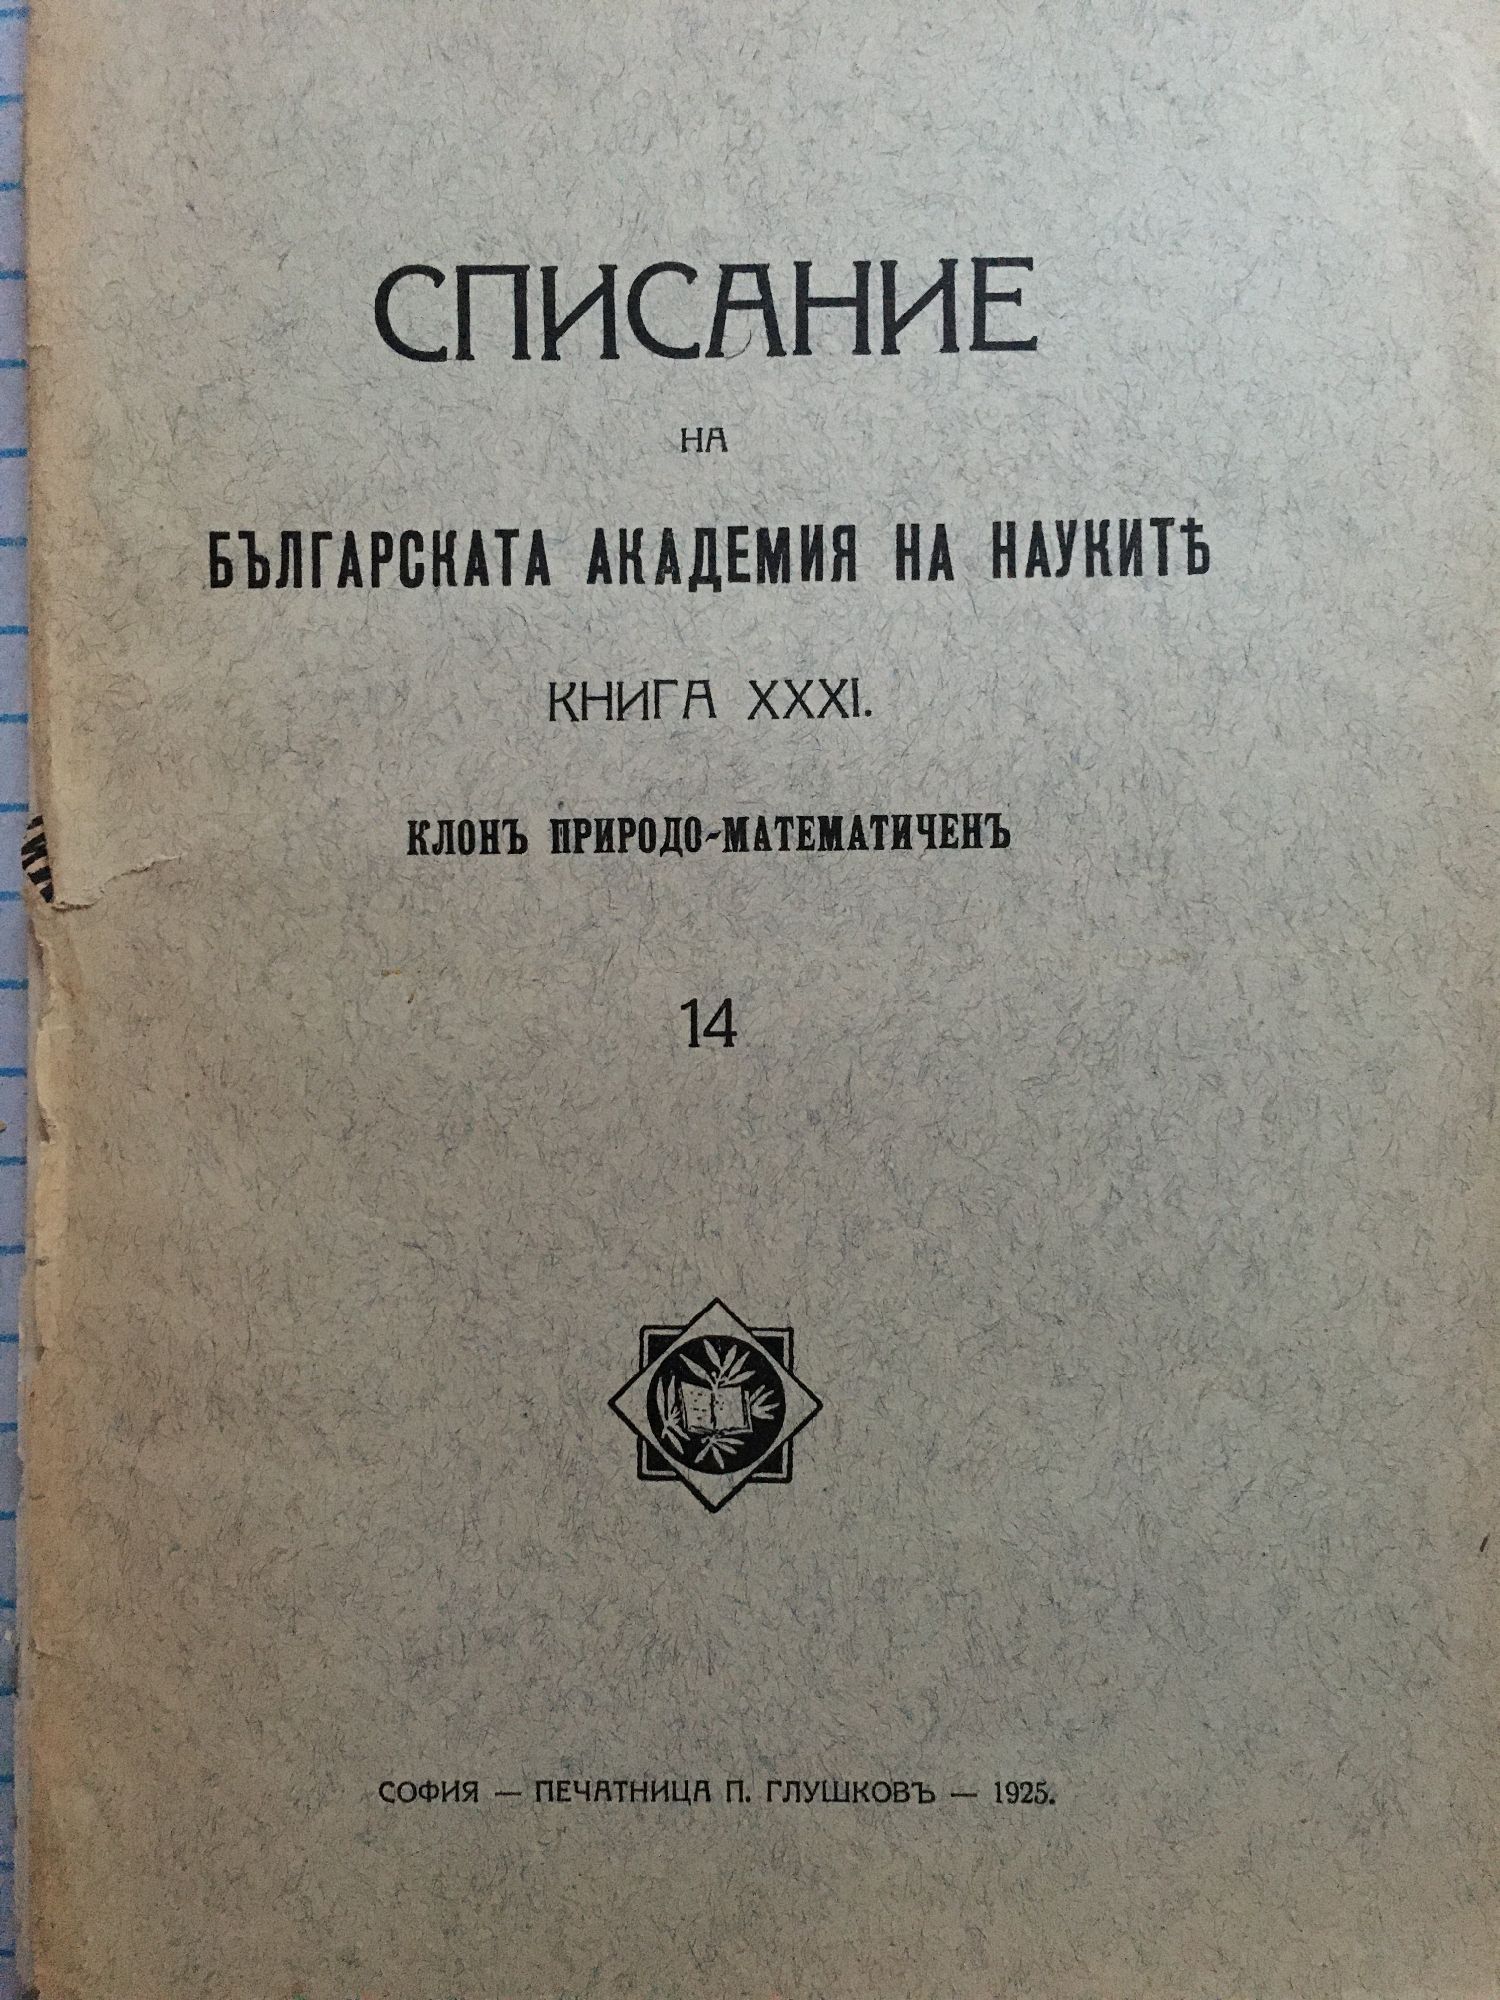 СПИСАНИЕ
НА
БЪЛГАРСКАТА АКАДЕМИЯ НА НАУКИТѢ
КНИГА XXXI.
КЛОНЪ ПРИРОДО-МАТЕМАТИЧЕНЪ
14
СОФИЯ — ПЕЧАТНИЦА П. ГЛУШКОВЪ — 1925.